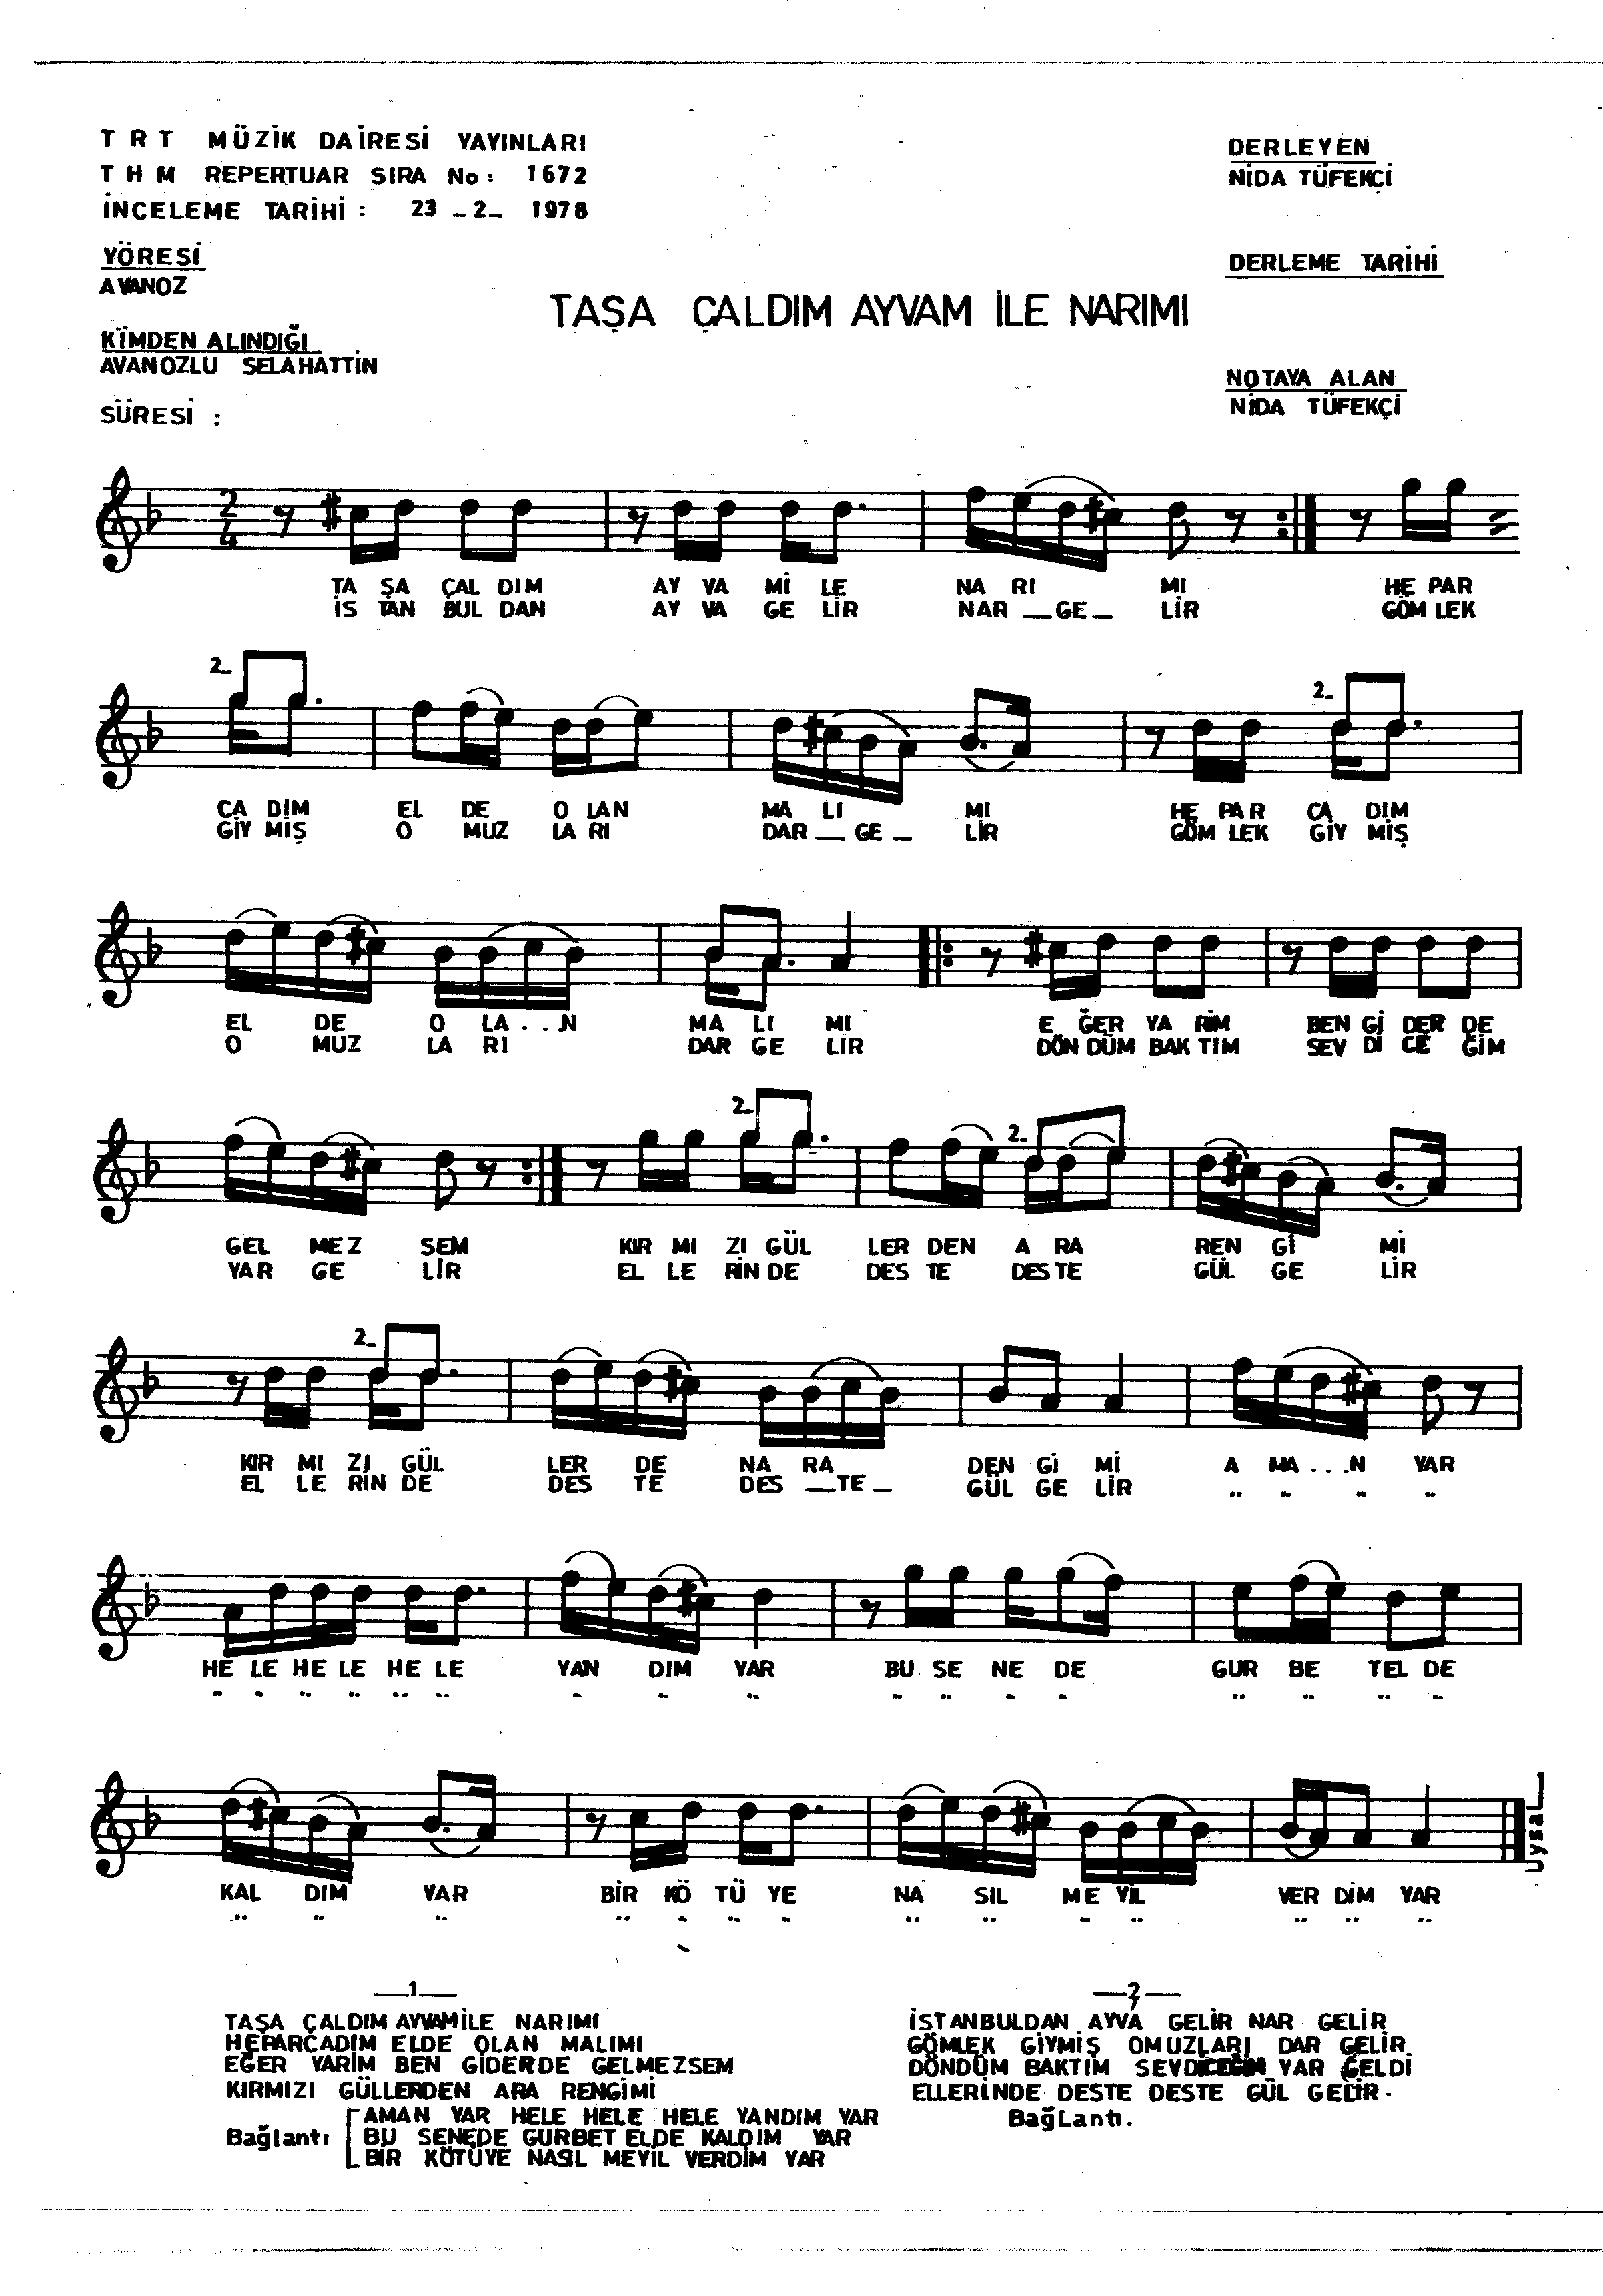 TRT MÜZİK DAİRESİ YAYINLARI
THM REPERTUAR SIRA No: 1672
İNCELEME TARİHİ: 23_2_1978
DERLEYEN
NİDA TÜFEKÇİ
YÖRESİ
AVANOZ
DERLEME TARİHİ
TAŞA ÇALDIM AYVAM İLE NARIMI
KİMDEN ALINDIĞI
AVANOZLU SELAHATTİN
NOTAYA ALAN
NİDA TÜFEKÇİ
SÜRESİ :
2
4
TA ŞA ÇAL DIM AY VA Mİ LE NA RI MI HE PAR
İS TAN BUL DAN AY VA GE LİR NAR _GE_ LİR GÖM LEK
2_
2_
ÇA DIM EL DE O LAN MA LI MI HE PAR ÇA DIM
GİY MİŞ O MUZ LA RI DAR _ GE _ LİR GÖM LEK GİY MİŞ
EL DE O LA..N MA LI MI E ĞER YA RİM BEN Gİ DER DE
O MUZ LA RI DAR GE LİR DÖN DÜM BAK TIM SEV Dİ CE ĞİM
2_
2_
GEL MEZ SEM KIR MI ZI GÜL LER DEN A RA REN Gİ Mİ
YAR GE LİR EL LE RİN DE DES TE DES TE GÜL GE LİR
2_
KIR MI ZI GÜL LER DE NA RA DEN Gİ Mİ A MA...N YAR
EL LE RİN DE DES TE DES _TE_ GÜL GE LİR " " " "
HE LE HE LE HE LE YAN DIM YAR BU SE NE DE GUR BE TEL DE
" " " " " " " " " " " " " " " " "
KAL DIM YAR BİR KÖ TÜ YE NA SIL ME YİL VER DİM YAR
" " " " " " " " " " " " " "
Uysal
_1_
TAŞA ÇALDIM AYVAMİLE NARIMI
HEPARÇADIM ELDE OLAN MALIMI
EĞER YARİM BEN GİDERDE GELMEZSEM
KIRMIZI GÜLLERDEN ARA RENGİMİ
AMAN YAR HELE HELE HELE YANDIM YAR
Bağlantı BU SENEDE GURBET ELDE KALDIM YAR
BİR KÖTÜYE NASIL MEYİL VERDİM YAR
_2_
İSTANBULDAN AYVA GELİR NAR GELİR
GÖMLEK GİYMİŞ OMUZLARI DAR GELİR
DÖNDÜM BAKTIM SEVDİCEĞİM YAR GELDİ
ELLERİNDE DESTE DESTE GÜL GELİR.
Bağlantı.